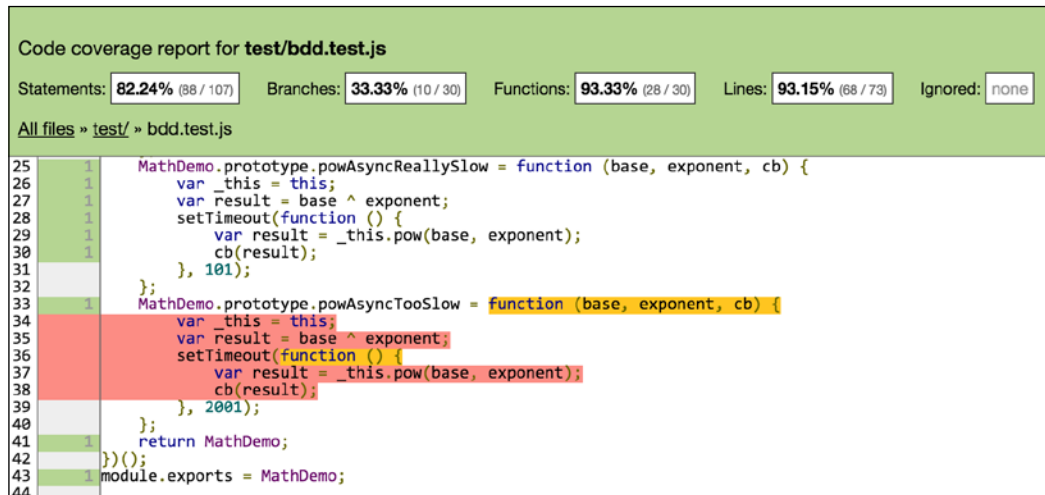 Code coverage report for test/bdd.test.js
Statements: 82.24% (88 / 107) Branches: 33.33% (10 / 30) Functions: 93.33% (28 / 30) Lines: 93.15% (68 / 73) Ignored: none
All files » test/ » bdd.test.js
25 1 MathDemo.prototype.powAsyncReallySlow = function (base, exponent, cb) {
26 1 var _this = this;
27 1 var result = base ^ exponent;
28 1 setTimeout(function () {
29 1 var result = _this.pow(base, exponent);
30 1 cb(result);
31 }, 101);
32 };
33 1 MathDemo.prototype.powAsyncTooSlow = function (base, exponent, cb) {
34 var _this = this;
35 var result = base ^ exponent;
36 setTimeout(function () {
37 var result = _this.pow(base, exponent);
38 cb(result);
39 }, 2001);
40 };
41 1 return MathDemo;
42 })();
43 1 module.exports = MathDemo;
44